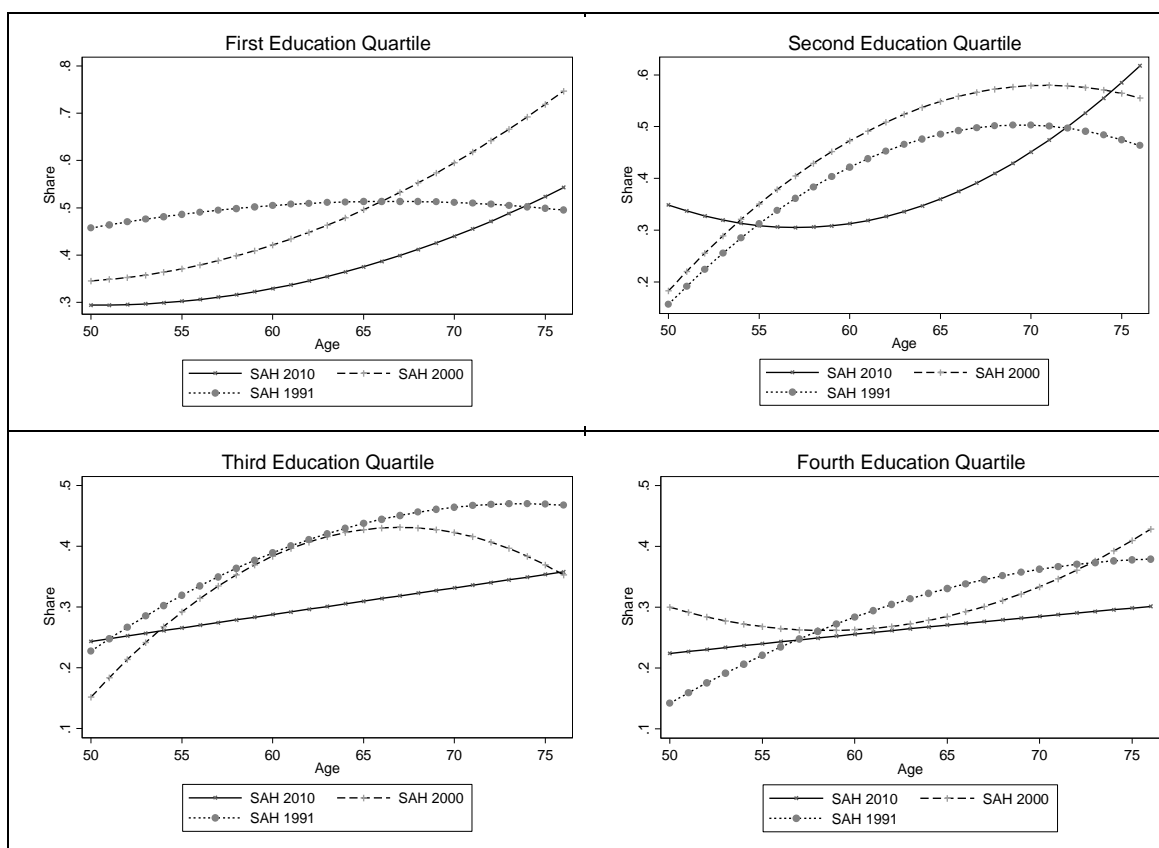 First Education Quartile
Share
.8
.7
.6
.5
.4
.3
50 55 60 65 70 75
Age
SAH 2010 SAH 2000
SAH 1991
Second Education Quartile
Share
.6
.5
.4
.3
.2
50 55 60 65 70 75
Age
SAH 2010 SAH 2000
SAH 1991
Third Education Quartile
Share
.5
.4
.3
.2
.1
50 55 60 65 70 75
Age
SAH 2010 SAH 2000
SAH 1991
Fourth Education Quartile
Share
.5
.4
.3
.2
.1
50 55 60 65 70 75
Age
SAH 2010 SAH 2000
SAH 1991